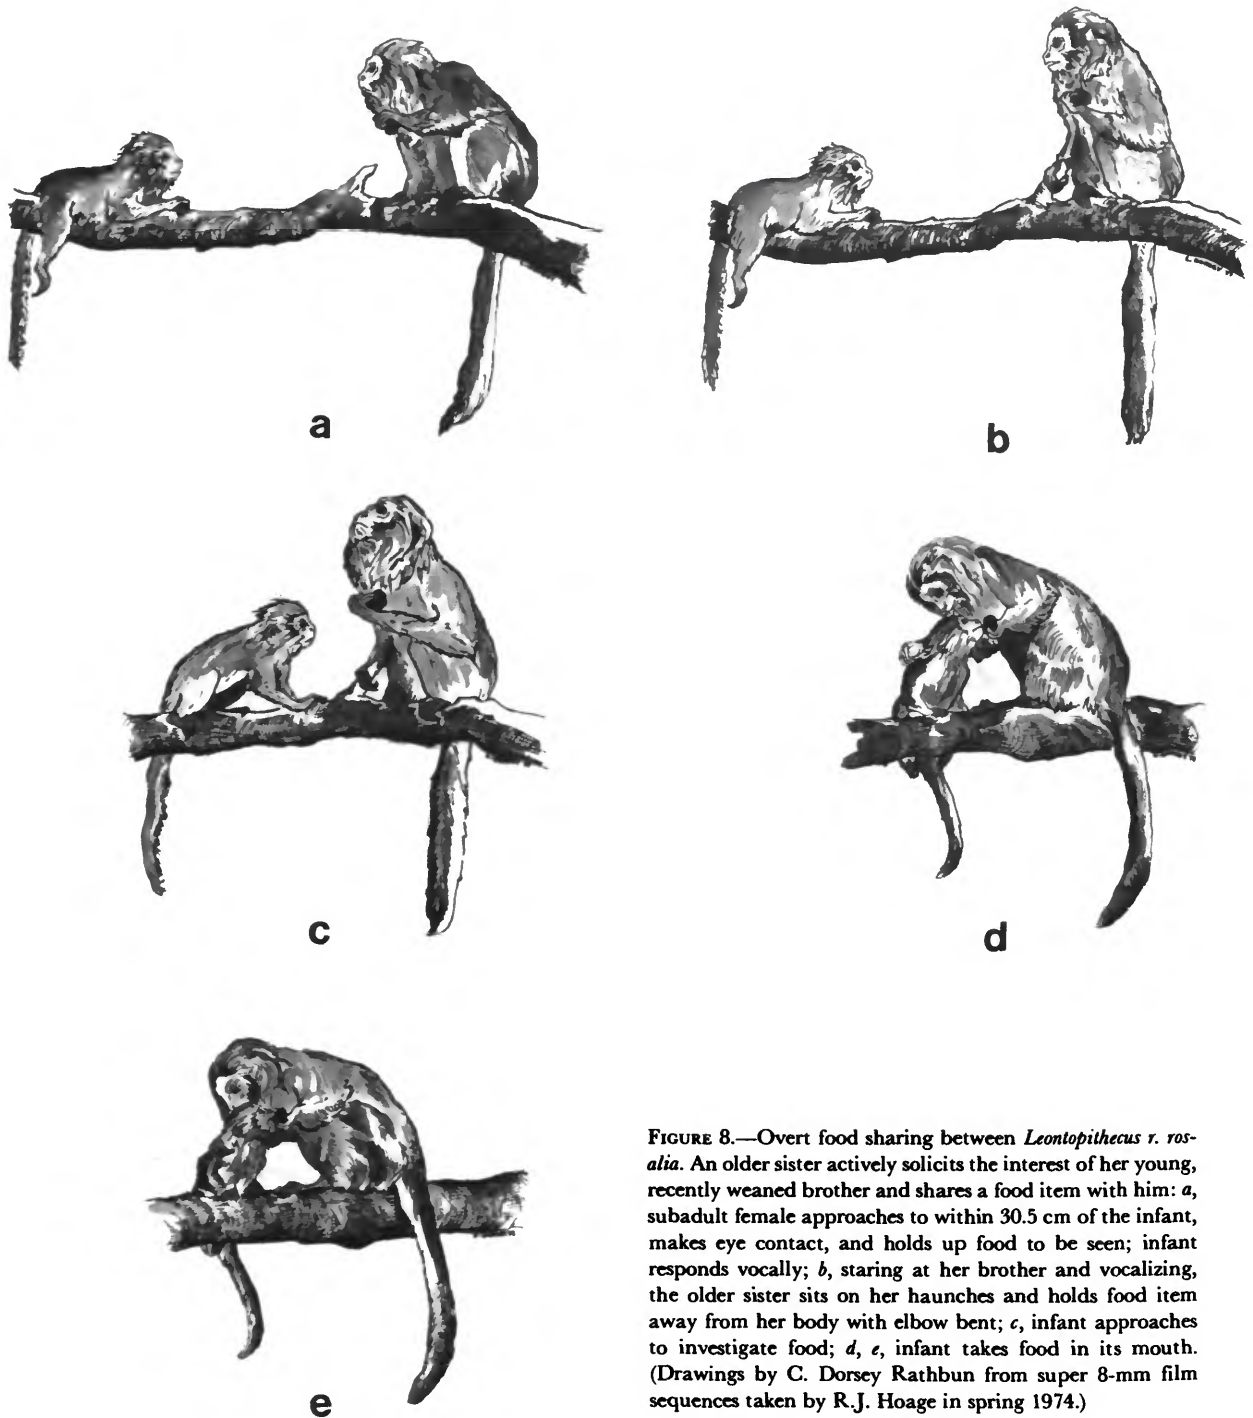 a
b
c
d
e
FIGURE 8.—Overt food sharing between Leontopithecus r. ros-
alia. An older sister actively solicits the interest of her young,
recently weaned brother and shares a food item with him: a,
subadult female approaches to within 30.5 cm of the infant,
makes eye contact, and holds up food to be seen; infant
responds vocally; b, staring at her brother and vocalizing,
the older sister sits on her haunches and holds food item
away from her body with elbow bent; c, infant approaches
to investigate food; d, e, infant takes food in its mouth.
(Drawings by C. Dorsey Rathbun from super 8-mm film
sequences taken by R.J. Hoage in spring 1974.)